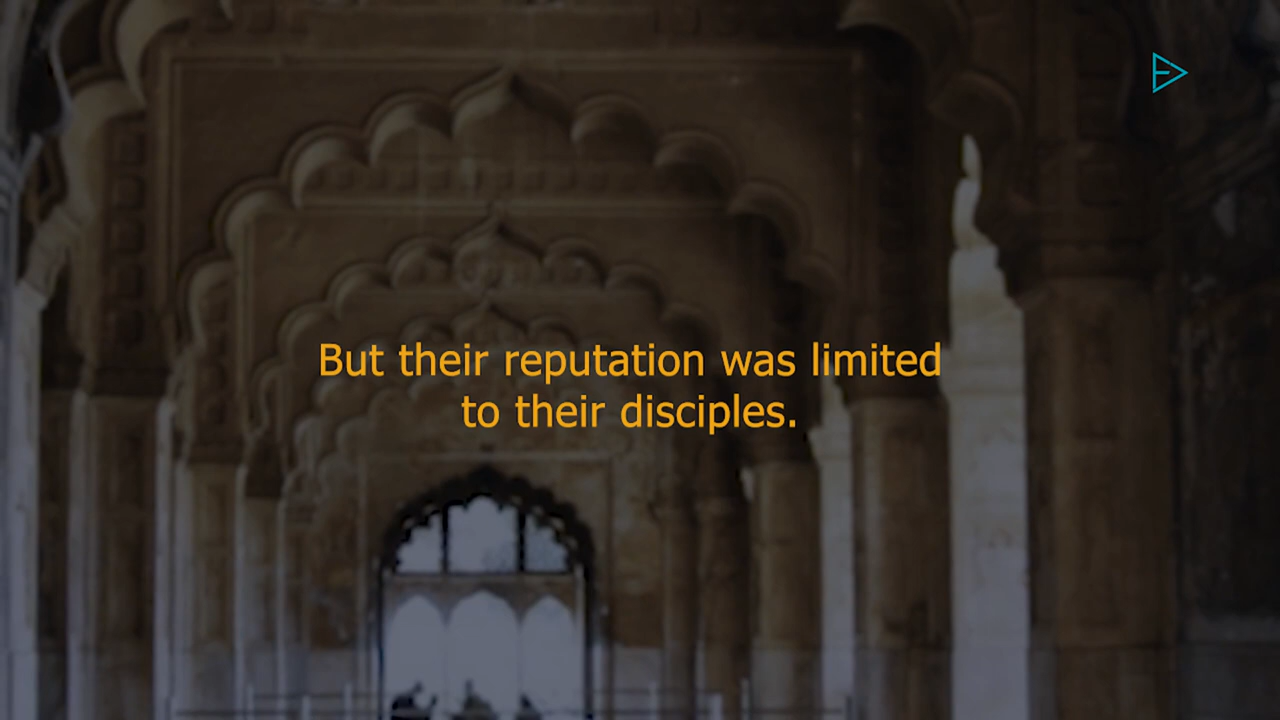 But their reputation was limited
to their disciples.